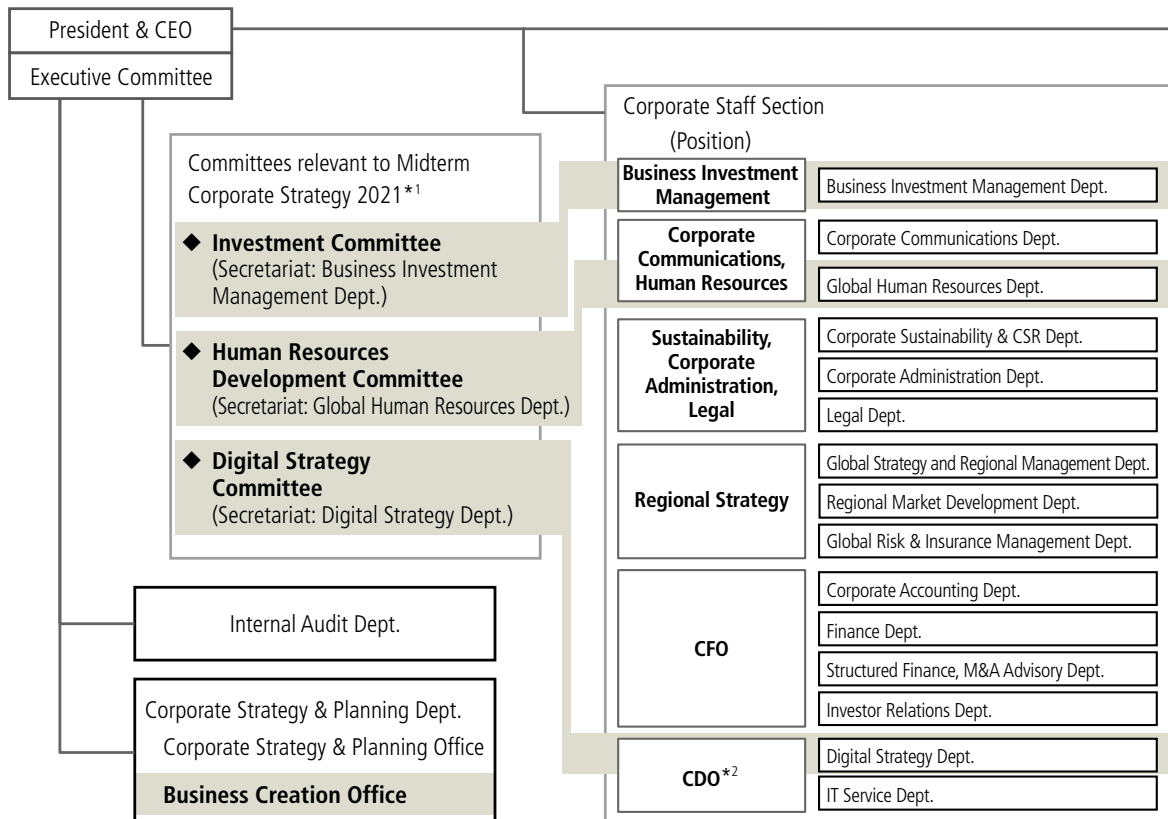 President & CEO
Executive Committee
Committees relevant to Midterm
Corporate Strategy 2021*1
◆ Investment Committee
(Secretariat: Business Investment
Management Dept.)
◆ Human Resources
Development Committee
(Secretariat: Global Human Resources Dept.)
◆ Digital Strategy
Committee
(Secretariat: Digital Strategy Dept.)
Internal Audit Dept.
Corporate Strategy & Planning Dept.
Corporate Strategy & Planning Office
Business Creation Office
Corporate Staff Section
(Position)
Business Investment
Management
Business Investment Management Dept.
Corporate
Communications,
Human Resources
Corporate Communications Dept.
Global Human Resources Dept.
Sustainability,
Corporate
Administration,
Legal
Corporate Sustainability & CSR Dept.
Corporate Administration Dept.
Legal Dept.
Regional Strategy
Global Strategy and Regional Management Dept.
Regional Market Development Dept.
Global Risk & Insurance Management Dept.
CFO
Corporate Accounting Dept.
Finance Dept.
Structured Finance, M&A Advisory Dept.
Investor Relations Dept.
CDO*2
Digital Strategy Dept.
IT Service Dept.